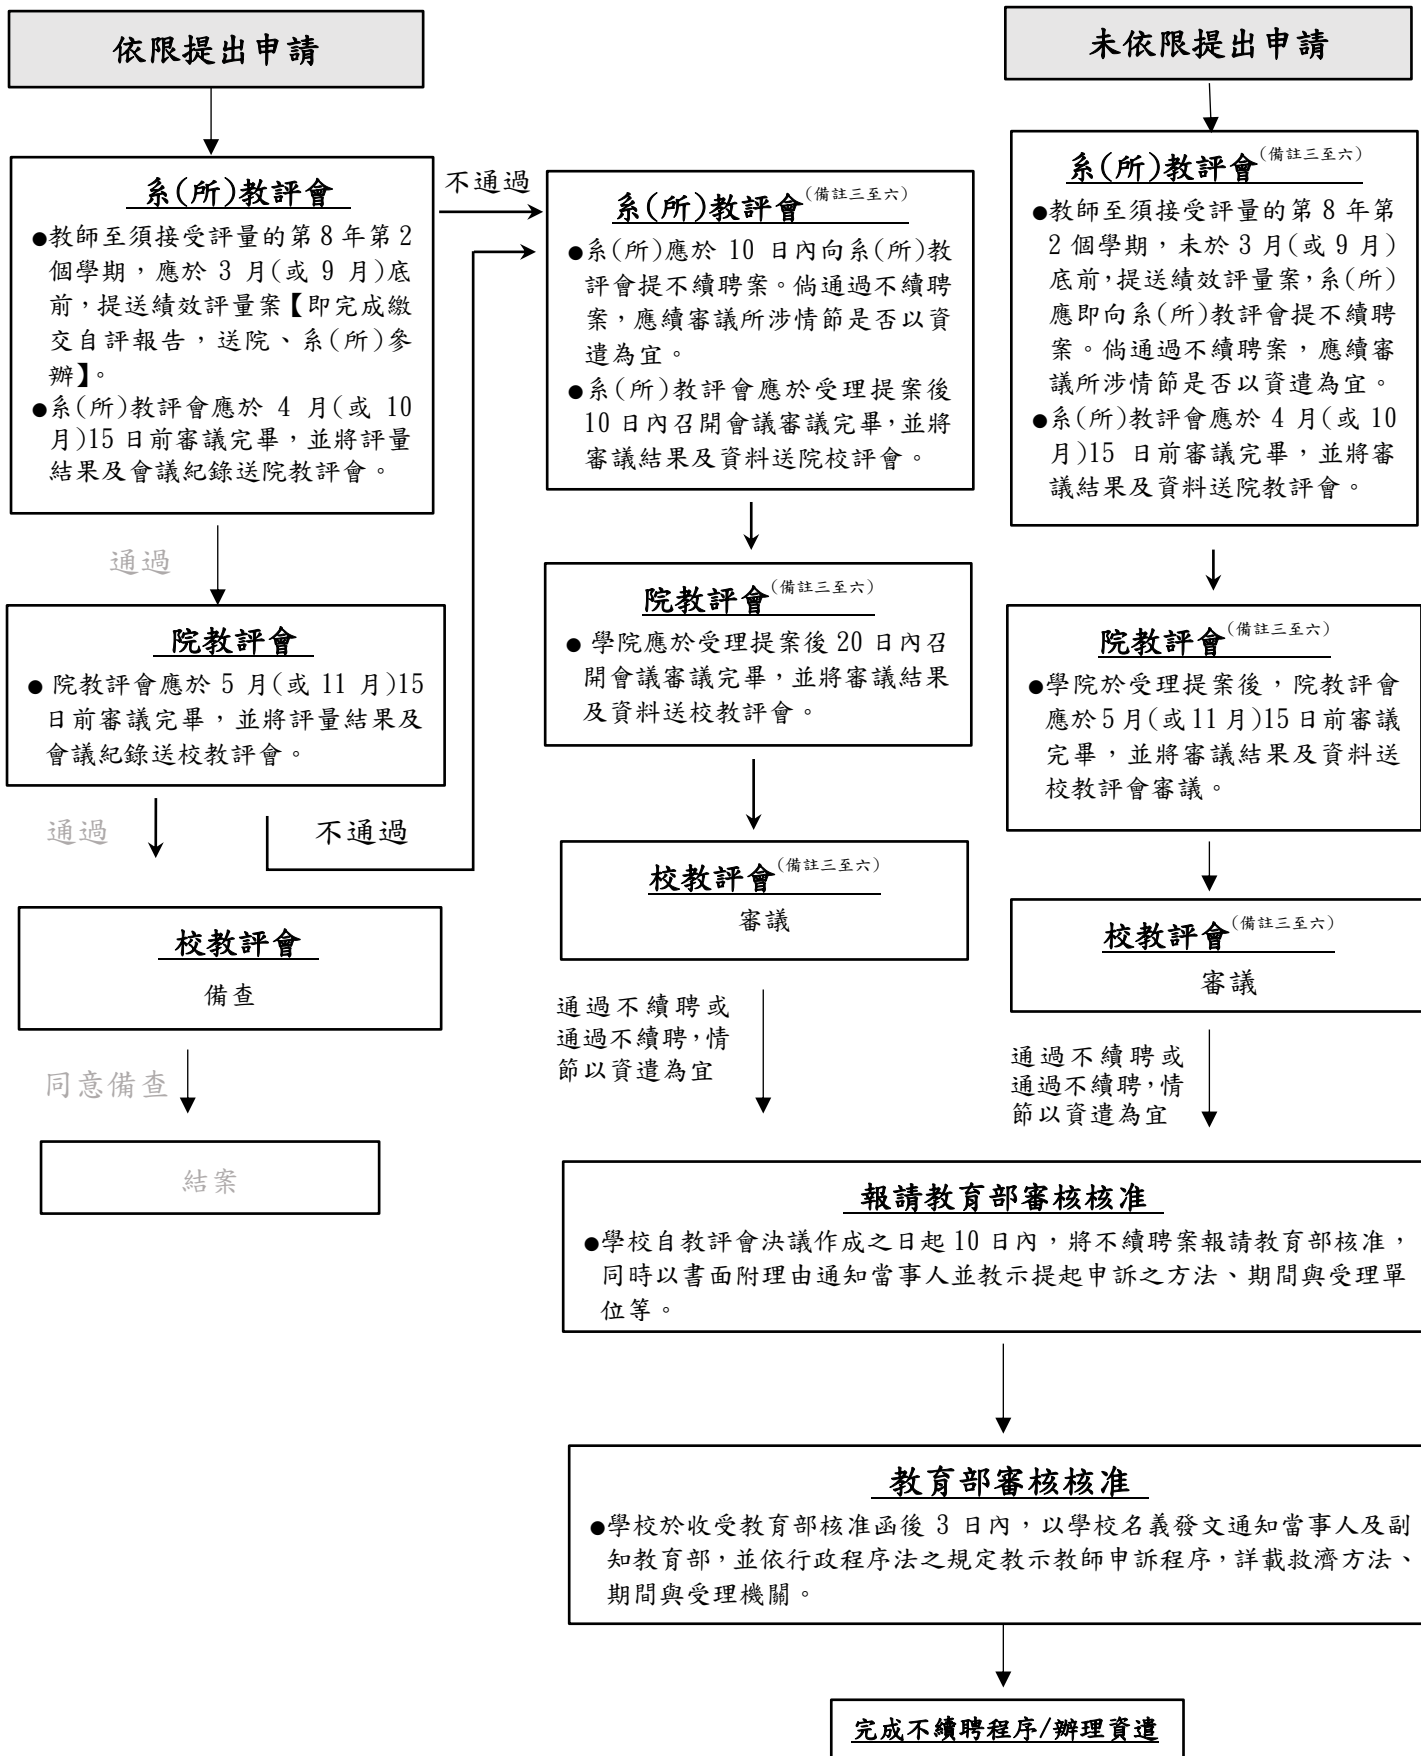 依限提出申請
系(所)教評會
●教師至須接受評量的第 8 年第 2
個學期，應於 3 月(或 9 月)底
前，提送績效評量案【即完成繳
交自評報告，送院、系(所)參
辦】。
●系(所)教評會應於 4 月(或 10
月)15 日前審議完畢，並將評量
結果及會議紀錄送院教評會。
通過
不通過
院教評會
● 院教評會應於 5 月(或 11 月)15
日前審議完畢，並將評量結果及
會議紀錄送校教評會。
通過
不通過
校教評會
備查
同意備查
結案
系(所)教評會(備註三至六)
●系(所)應於 10 日內向系(所)教
評會提不續聘案。倘通過不續聘
案，應續審議所涉情節是否以資
遣為宜。
●系(所)教評會應於受理提案後
10 日內召開會議審議完畢，並將
審議結果及資料送院校評會。
院教評會(備註三至六)
● 學院應於受理提案後 20 日內召
開會議審議完畢，並將審議結果
及資料送校教評會。
校教評會(備註三至六)
審議
通過不續聘或
通過不續聘，情
節以資遣為宜
未依限提出申請
系(所)教評會(備註三至六)
●教師至須接受評量的第 8 年第
2 個學期，未於 3 月(或 9 月)
底前，提送績效評量案，系(所)
應即向系(所)教評會提不續聘
案。倘通過不續聘案，應續審
議所涉情節是否以資遣為宜。
●系(所)教評會應於 4 月(或 10
月)15 日前審議完畢，並將審
議結果及資料送院教評會。
院教評會(備註三至六)
●學院於受理提案後，院教評會
應於 5 月(或 11 月)15 日前審議
完畢，並將審議結果及資料送
校教評會審議。
校教評會(備註三至六)
審議
通過不續聘或
通過不續聘，情
節以資遣為宜
報請教育部審核核准
●學校自教評會決議作成之日起 10 日內，將不續聘案報請教育部核准，
同時以書面附理由通知當事人並教示提起申訴之方法、期間與受理單
位等。
教育部審核核准
●學校於收受教育部核准函後 3 日內，以學校名義發文通知當事人及副
知教育部，並依行政程序法之規定教示教師申訴程序，詳載救濟方法、
期間與受理機關。
完成不續聘程序/辦理資遣